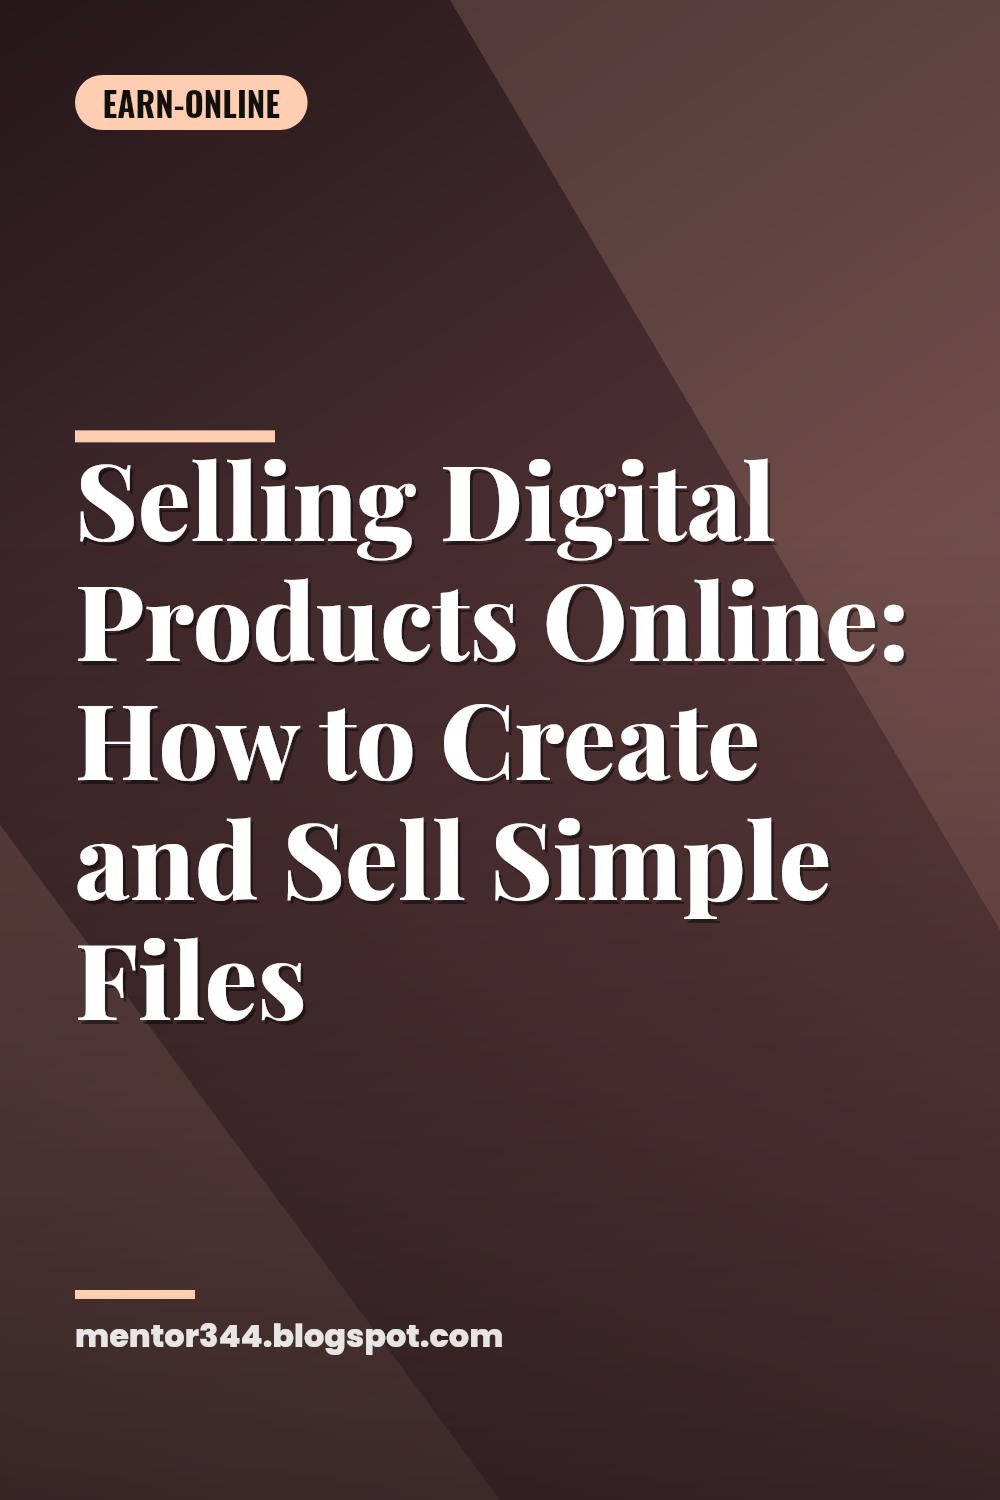 EARN-ONLINE
Selling Digital
Products Online:
How to Create
and Sell Simple
Files
mentor344.blogspot.com